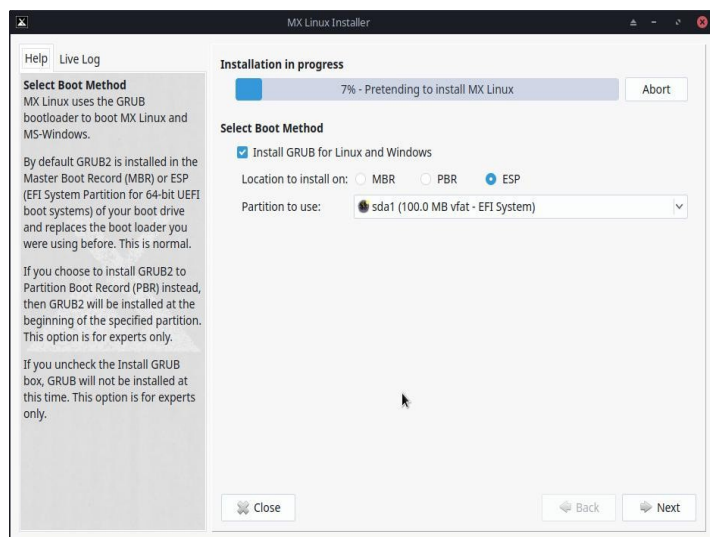 MX Linux Installer
Help
Live Log
Select Boot Method
MX Linux uses the GRUB
bootloader to boot MX Linux and
MS-Windows.
By default GRUB2 is installed in the
Master Boot Record (MBR) or ESP
(EFI System Partition for 64-bit UEFI
boot systems) of your boot drive
and replaces the boot loader you
were using before. This is normal.
If you choose to install GRUB2 to
Partition Boot Record (PBR) instead,
then GRUB2 will be installed at the
beginning of the specified partition.
This option is for experts only.
If you uncheck the Install GRUB
box, GRUB will not be installed at
this time. This option is for experts
only.
Installation in progress
7% - Pretending to install MX Linux
Abort
Select Boot Method
Install GRUB for Linux and Windows
Location to install on: MBR PBR ESP
Partition to use: sda1 (100.0 MB vfat - EFI System)
Close
Back
Next